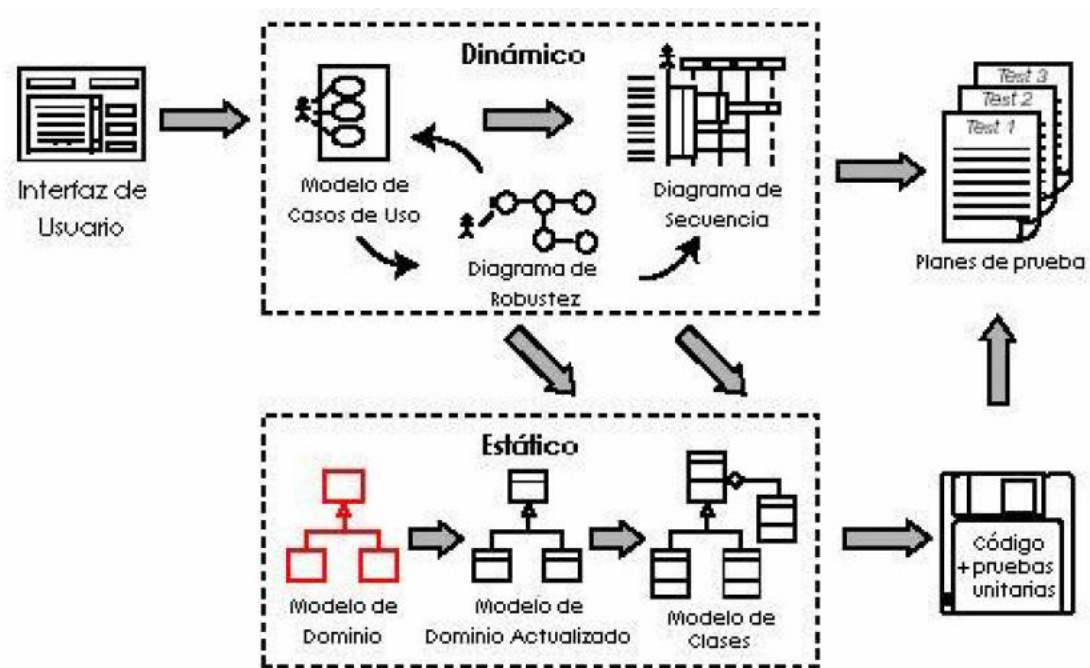 Dinámico
Interfaz de
Usuario
Modelo de
Casos de Uso
Diagrama de
Robustez
Diagrama de
Secuencia
Test 3
Test 2
Test 1
Planes de prueba
Estático
Modelo de
Dominio
Modelo de
Dominio Actualizado
Modelo de
Clases
Código
+ pruebas
unitarias